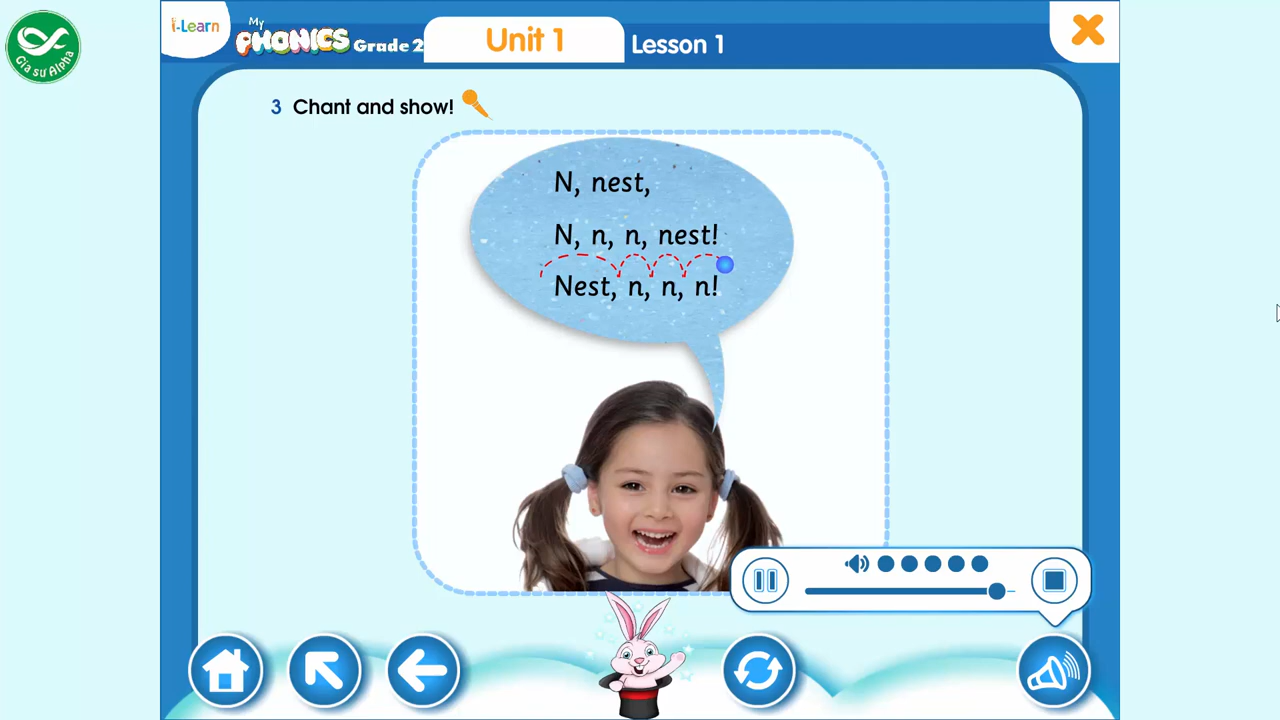 Gia sư Alpha
i-Learn
My
PHONICS Grade 2
Unit 1
Lesson 1
3 Chant and show!
N, nest,
N, n, n, nest!
Nest, n, n, n!